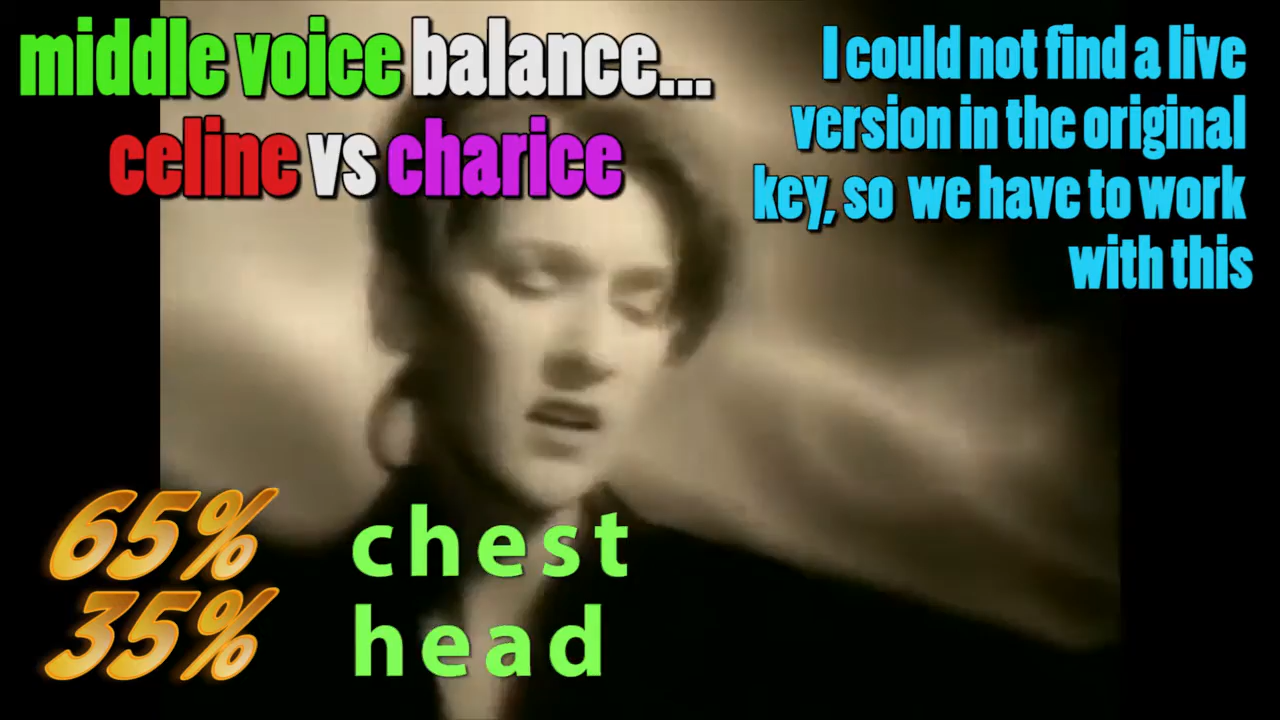 middle voice balance...
celine vs charice
I could not find a live
version in the original
key, so we have to work
with this
65% chest
35% head